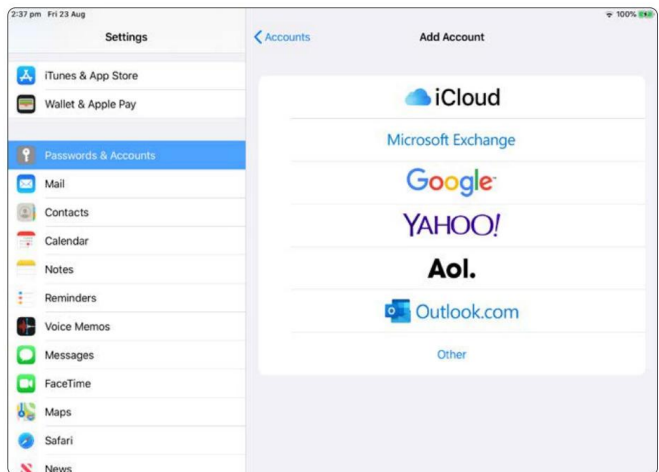 2:37 pm Fri 23 Aug
100%
Settings
iTunes & App Store
Wallet & Apple Pay
Passwords & Accounts
Mail
Contacts
Calendar
Notes
Reminders
Voice Memos
Messages
FaceTime
Maps
Safari
News
Accounts
Add Account
iCloud
Microsoft Exchange
Google
YAHOO!
Aol.
Outlook.com
Other